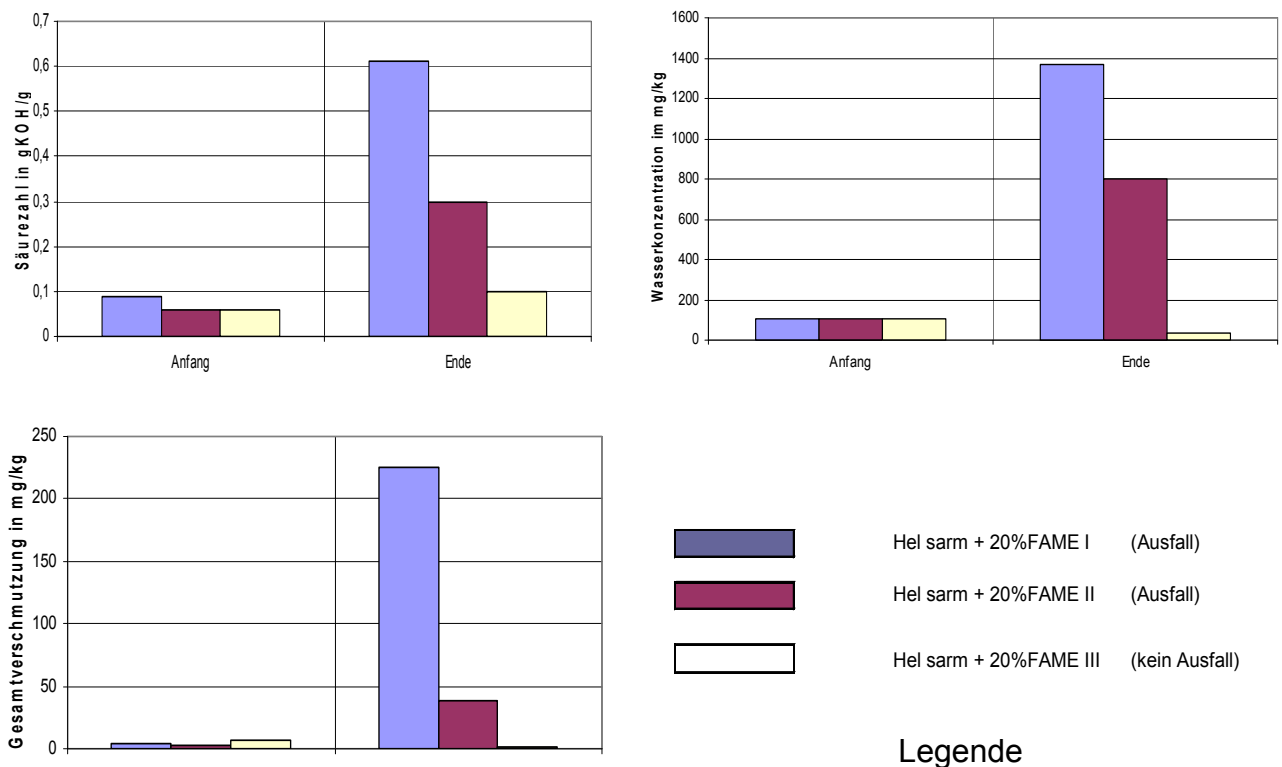 Säurezahl in gKOH/g
0,7
0,6
0,5
0,4
0,3
0,2
0,1
0
Anfang Ende
Wasserkonzentration im mg/kg
1600
1400
1200
1000
800
600
400
200
0
Anfang Ende
Gesamtverschmutzung in mg/kg
250
200
150
100
50
0
Hel sarm + 20%FAME I (Ausfall)
Hel sarm + 20%FAME II (Ausfall)
Hel sarm + 20%FAME III (kein Ausfall)
Legende